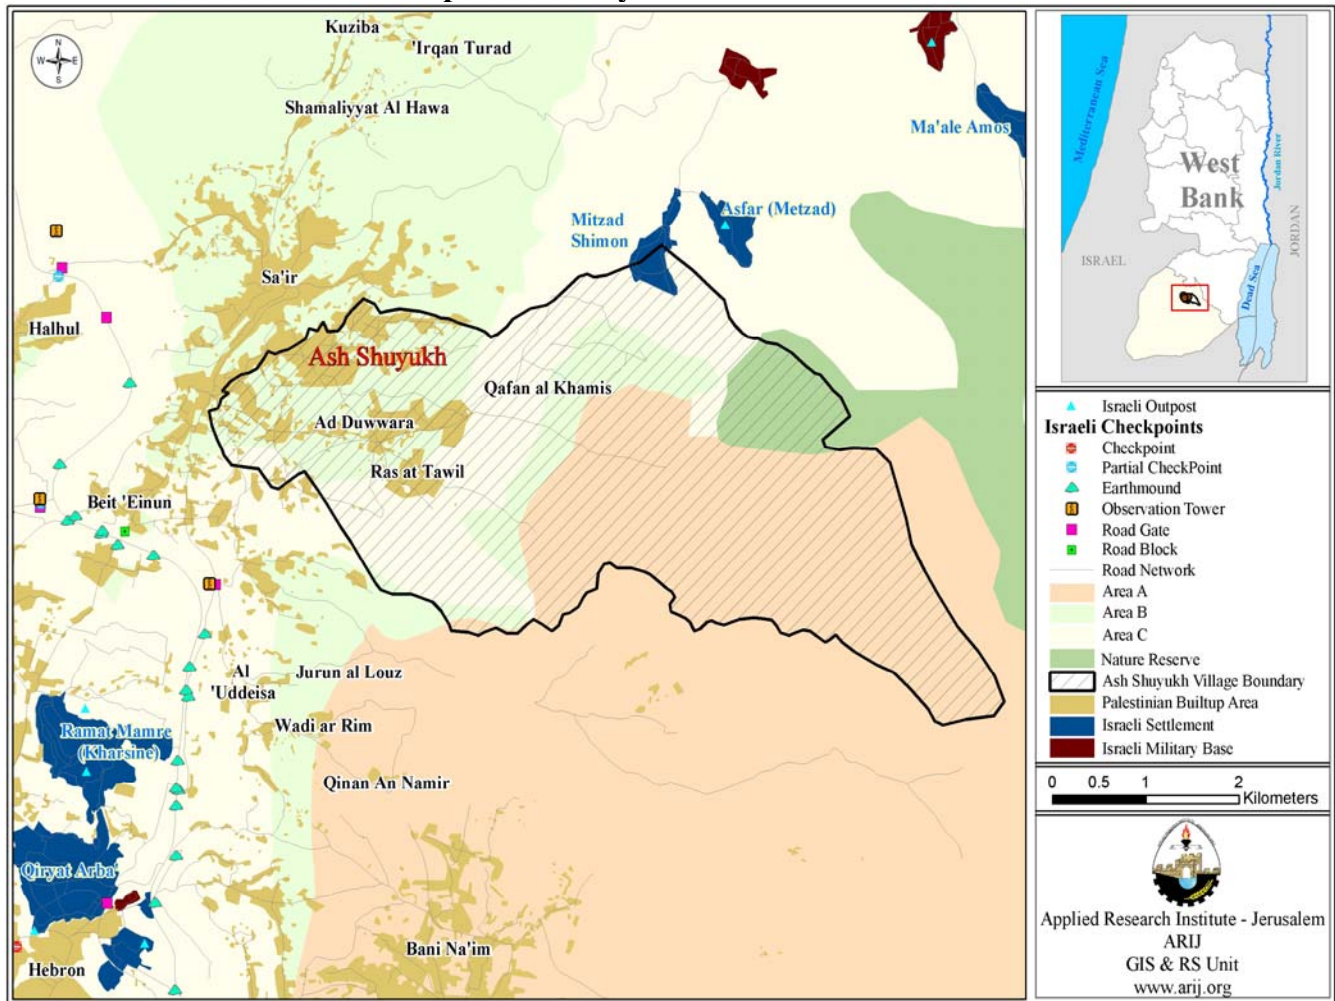 Kuziba
'Irqan Turad
N
W
E
S
Shamaliyyat Al Hawa
Ma'ale Amos
Mitzad
Shimon
Asfar (Metzad)
Sa'ir
Halhul
Ash Shuyukh
Qafan al Khamis
Ad Duwwara
Ras at Tawil
Beit 'Einun
Al
'Uddeisa
Jurun al Louz
Ramat Mamre
(Kharsine)
Wadi ar Rim
Qinan An Namir
Qiryat Arba'
Bani Na'im
Hebron
Mediterranean Sea
West
Bank
Jordan River
JORDAN
ISRAEL
Dead Sea
Israeli Outpost
Israeli Checkpoints
Checkpoint
Partial CheckPoint
Earthmound
Observation Tower
Road Gate
Road Block
Road Network
Area A
Area B
Area C
Nature Reserve
Ash Shuyukh Village Boundary
Palestinian Builtup Area
Israeli Settlement
Israeli Military Base
0 0.5 1 2
Kilometers
Applied Research Institute - Jerusalem
ARIJ
GIS & RS Unit
www.arij.org